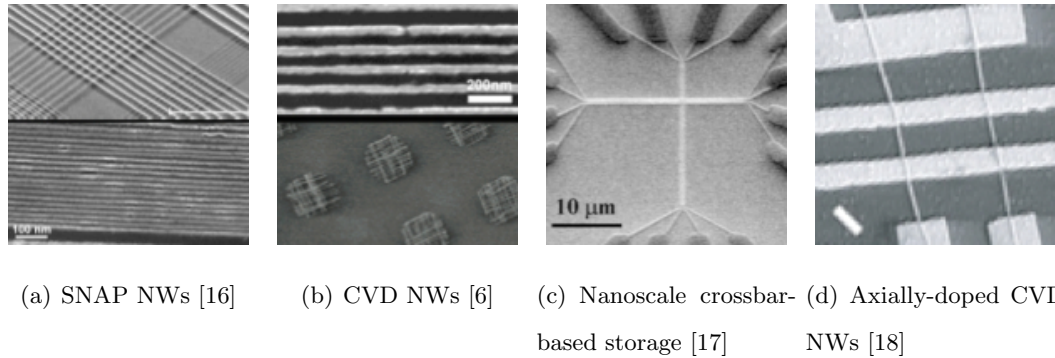 200nm
100 nm
10 μm
(a) SNAP NWs [16]
(b) CVD NWs [6]
(c) Nanoscale crossbar-
based storage [17]
(d) Axially-doped CVD
NWs [18]